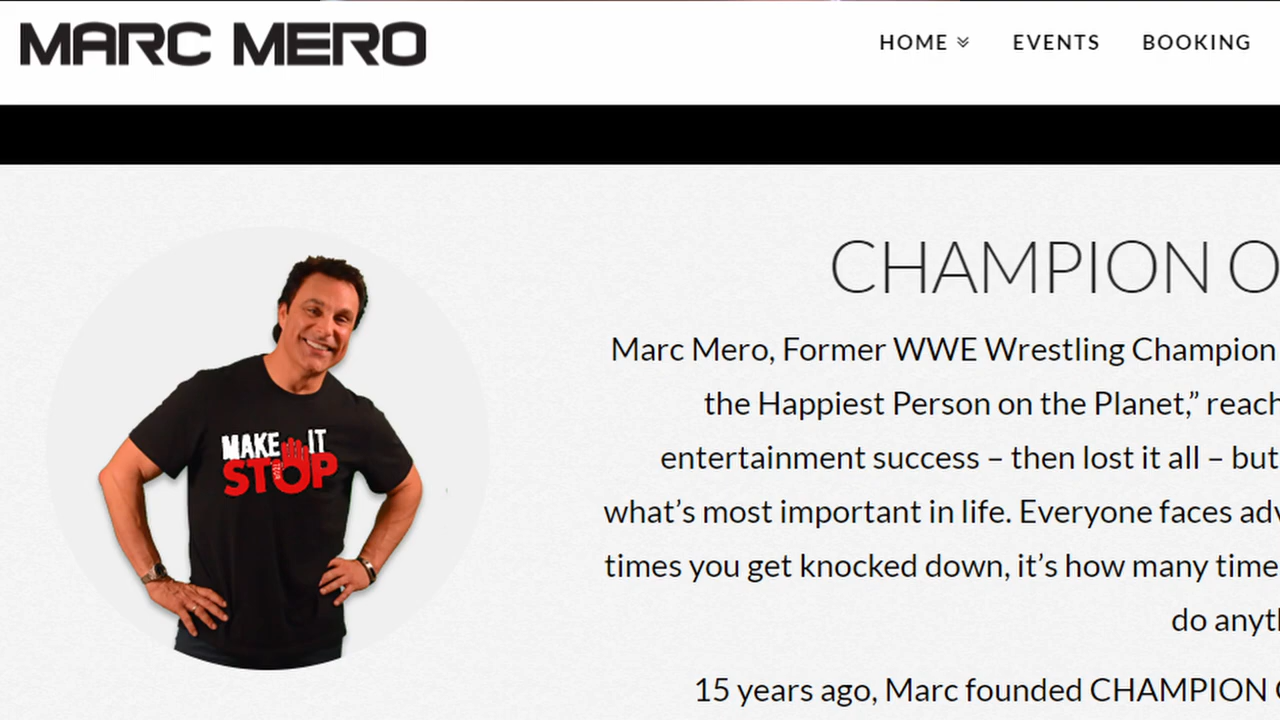 MARC MERO
HOME
EVENTS
BOOKING
MAKE IT
STOP
CHAMPION O
Marc Mero, Former WWE Wrestling Champion
the Happiest Person on the Planet,” reach
entertainment success – then lost it all – but
what’s most important in life. Everyone faces adv
times you get knocked down, it’s how many time
do anyth
15 years ago, Marc founded CHAMPION